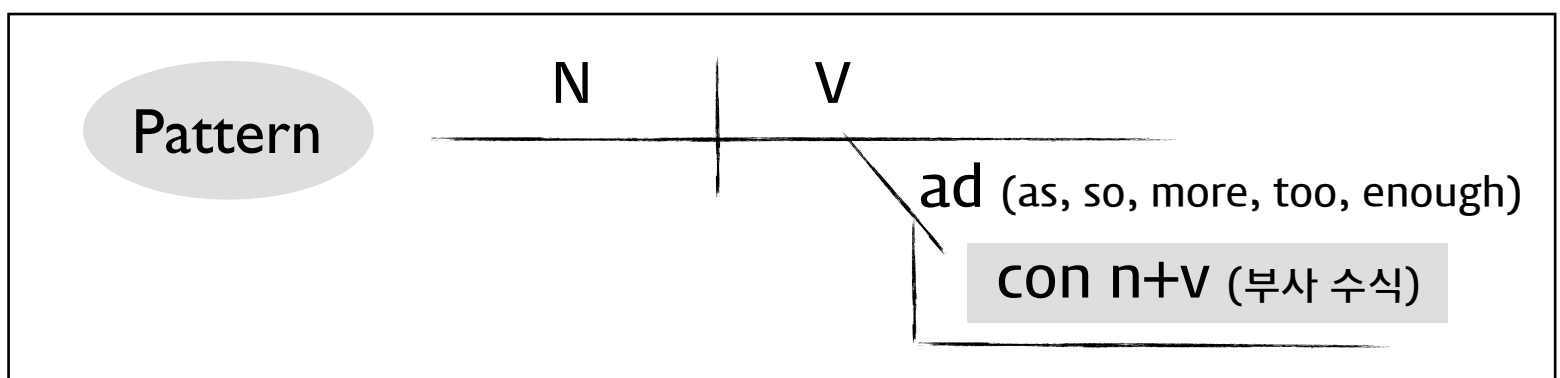 N V
Pattern
ad (as, so, more, too, enough)
con n+v (부사 수식)